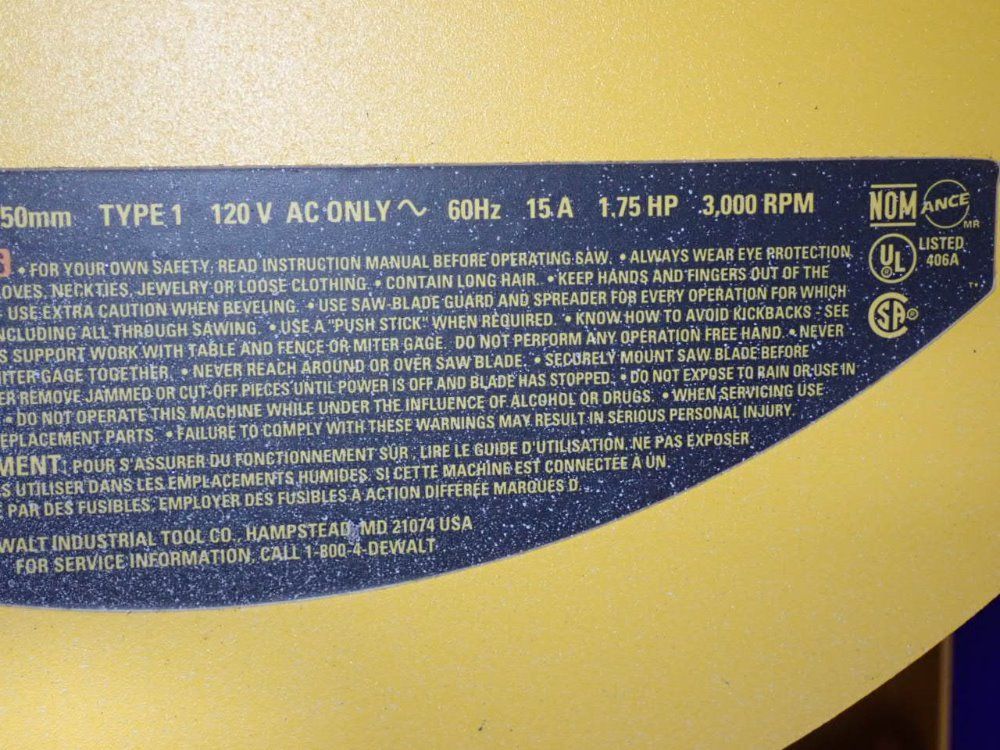 50mm TYPE 1 120 V AC ONLY ～ 60Hz 15 A 1.75 HP 3,000 RPM
NOM ANCE MR
UL LISTED 406A
SA ®
TM
• FOR YOUR OWN SAFETY, READ INSTRUCTION MANUAL BEFORE OPERATING SAW. • ALWAYS WEAR EYE PROTECTION.
OVES, NECKTIES, JEWELRY OR LOOSE CLOTHING. • CONTAIN LONG HAIR. • KEEP HANDS AND FINGERS OUT OF THE
USE EXTRA CAUTION WHEN BEVELING. • USE SAW-BLADE GUARD AND SPREADER FOR EVERY OPERATION FOR WHICH
NCLUDING ALL THROUGH SAWING. • USE A "PUSH STICK" WHEN REQUIRED. • KNOW HOW TO AVOID KICKBACKS - SEE
S SUPPORT WORK WITH TABLE AND FENCE OR MITER GAGE. DO NOT PERFORM ANY OPERATION FREE HAND. • NEVER
ITER GAGE TOGETHER. • NEVER REACH AROUND OR OVER SAW BLADE. • SECURELY MOUNT SAW BLADE BEFORE
ER REMOVE JAMMED OR CUT-OFF PIECES UNTIL POWER IS OFF AND BLADE HAS STOPPED. • DO NOT EXPOSE TO RAIN OR USE IN
• DO NOT OPERATE THIS MACHINE WHILE UNDER THE INFLUENCE OF ALCOHOL OR DRUGS. • WHEN SERVICING USE
EPLACEMENT PARTS. • FAILURE TO COMPLY WITH THESE WARNINGS MAY RESULT IN SERIOUS PERSONAL INJURY.
MENT: POUR S'ASSURER DU FONCTIONNEMENT SUR, LIRE LE GUIDE D'UTILISATION. NE PAS EXPOSER
S UTILISER DANS LES EMPLACEMENTS HUMIDES. SI CETTE MACHINE EST CONNECTÉE À UN
PAR DES FUSIBLES, EMPLOYER DES FUSIBLES À ACTION DIFFÉRÉE MARQUÉS D.
WALT INDUSTRIAL TOOL CO., HAMPSTEAD, MD 21074 USA
FOR SERVICE INFORMATION, CALL 1-800-4-DEWALT